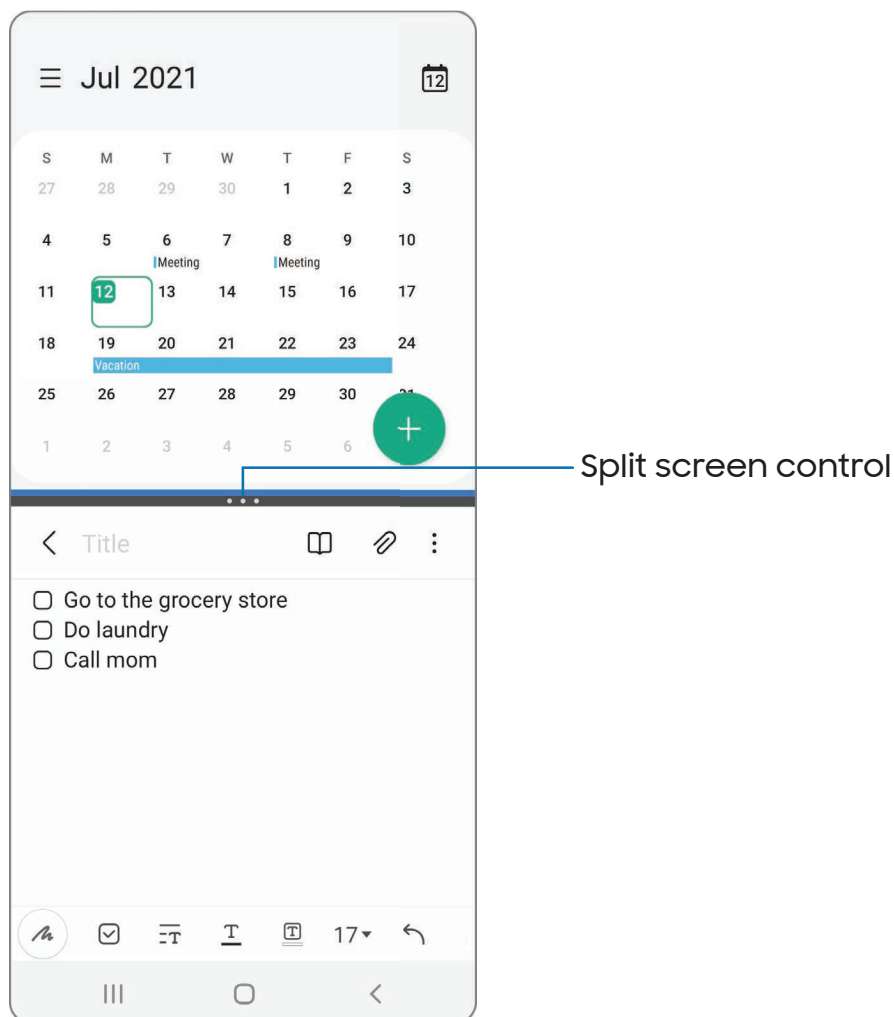 Jul 2021
12
S M T W T F S
27 28 29 30 1 2 3
4 5 6 7 8 9 10
Meeting Meeting
11 12 13 14 15 16 17
18 19 20 21 22 23 24
Vacation
25 26 27 28 29 30
1 2 3 4 5 6
Split screen control
Title
Go to the grocery store
Do laundry
Call mom
T T T 17